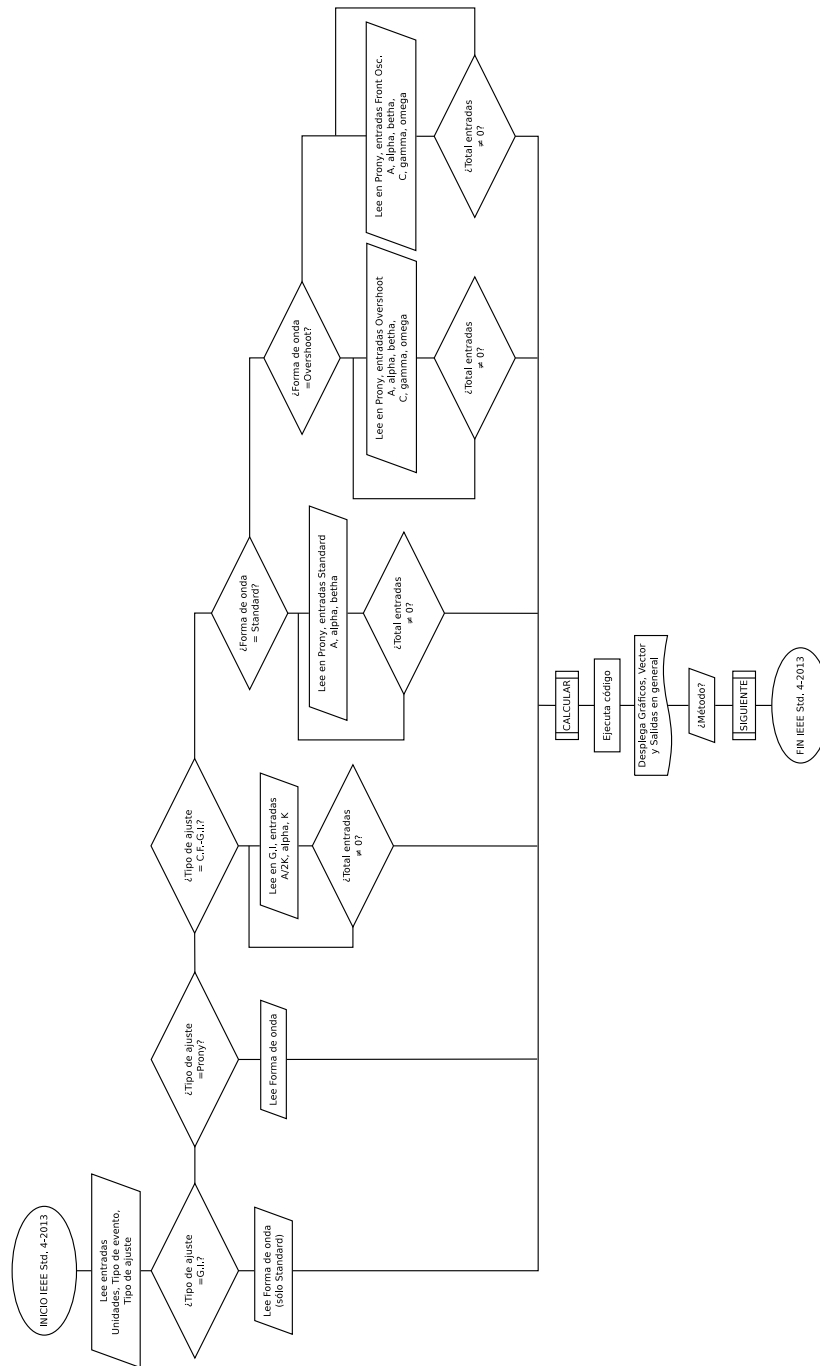 INICIO IEEE Std. 4-2013
Lee entradas
Unidades, Tipo de evento,
Tipo de ajuste
¿Tipo de ajuste
=G.I.?
Lee Forma de onda
(sólo Standard)
¿Tipo de ajuste
=Prony?
Lee Forma de onda
¿Tipo de ajuste
= C.F.-G.I.?
Lee en G.I, entradas
A/2K, alpha, K
¿Total entradas
≠ 0?
¿Forma de onda
= Standard?
Lee en Prony, entradas Standard
A, alpha, betha
¿Total entradas
≠ 0?
¿Forma de onda
=Overshoot?
Lee en Prony, entradas Overshoot
A, alpha, betha,
C, gamma, omega
¿Total entradas
≠ 0?
Lee en Prony, entradas Front Osc.
A, alpha, betha,
C, gamma, omega
¿Total entradas
≠ 0?
CALCULAR
Ejecuta código
Desplega Gráficos, Vector
y Salidas en general
¿Método?
SIGUIENTE
FIN IEEE Std. 4-2013